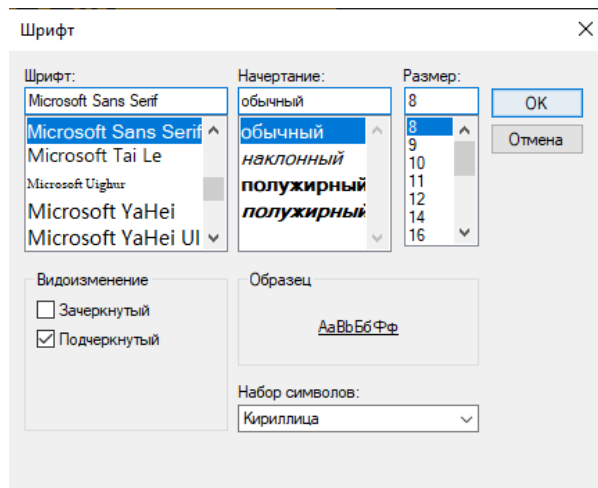 Шрифт
Шрифт:
Начертание:
Размер:
Microsoft Sans Serif
обычный
8
OK
Отмена
Microsoft Sans Serif
Microsoft Tai Le
Microsoft Uighur
Microsoft YaHei
Microsoft YaHei UI
обычный
наклонный
полужирный
полужирный
8
9
10
11
12
14
16
Видоизменение
Зачеркнутый
Подчеркнутый
Образец
АаBbБбФф
Набор символов:
Кириллица